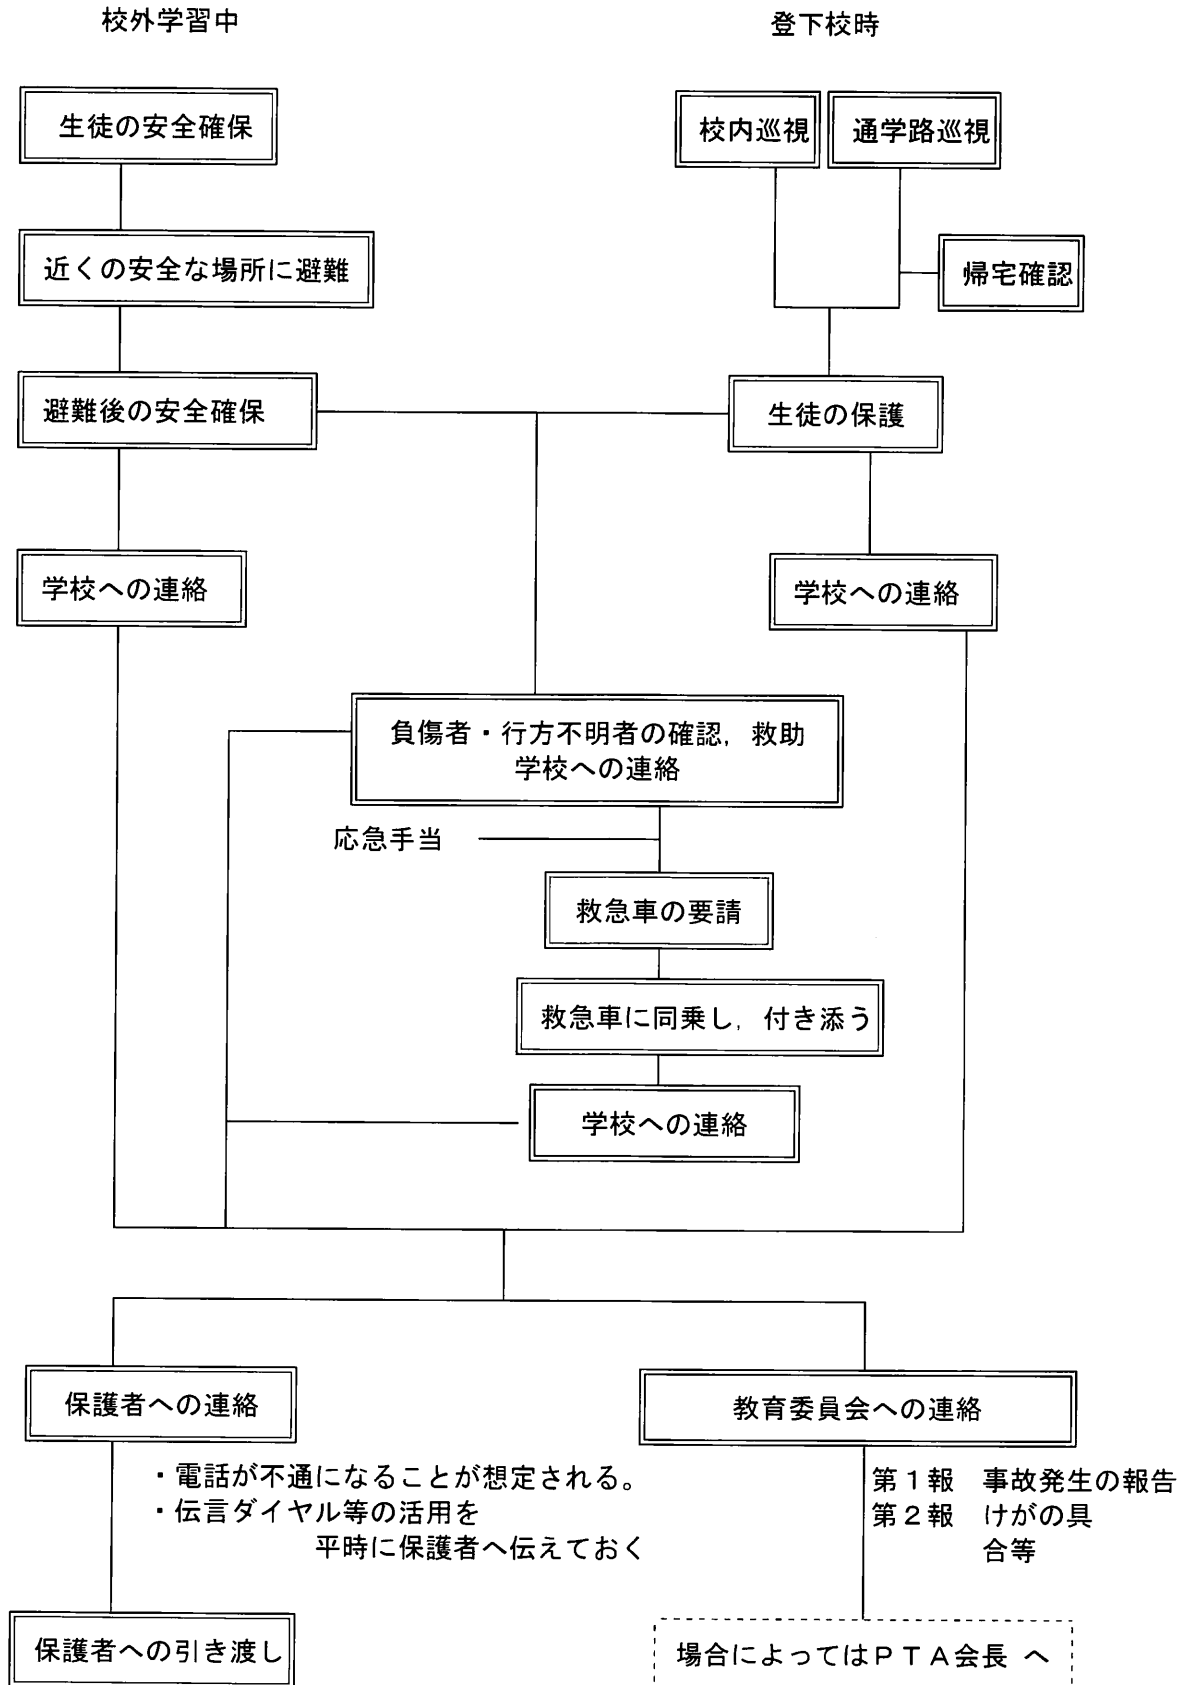 校外学習中
登下校時
生徒の安全確保
校内巡視
通学路巡視
近くの安全な場所に避難
帰宅確認
避難後の安全確保
生徒の保護
学校への連絡
学校への連絡
負傷者・行方不明者の確認，救助
学校への連絡
応急手当
救急車の要請
救急車に同乗し，付き添う
学校への連絡
保護者への連絡
教育委員会への連絡
・電話が不通になることが想定される。
・伝言ダイヤル等の活用を
平時に保護者へ伝えておく
第１報　事故発生の報告
第２報　けがの具
合等
保護者への引き渡し
場合によってはＰＴＡ会長 へ